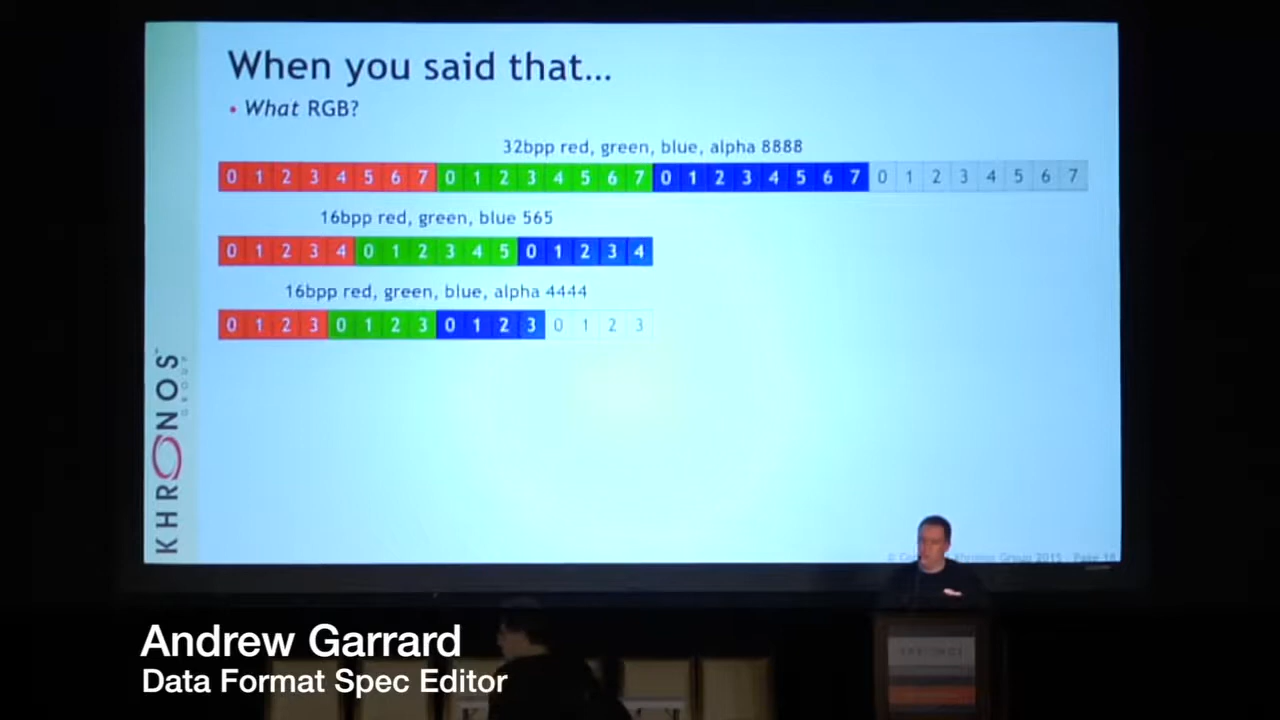 When you said that...
• What RGB?
32bpp red, green, blue, alpha 8888
0 1 2 3 4 5 6 7 0 1 2 3 4 5 6 7 0 1 2 3 4 5 6 7 0 1 2 3 4 5 6 7
16bpp red, green, blue 565
0 1 2 3 4 0 1 2 3 4 5 0 1 2 3 4
16bpp red, green, blue, alpha 4444
0 1 2 3 0 1 2 3 0 1 2 3 0 1 2 3
KHRONOS™
GROUP
Khronos Group 2015 - Page 18
Andrew Garrard
Data Format Spec Editor